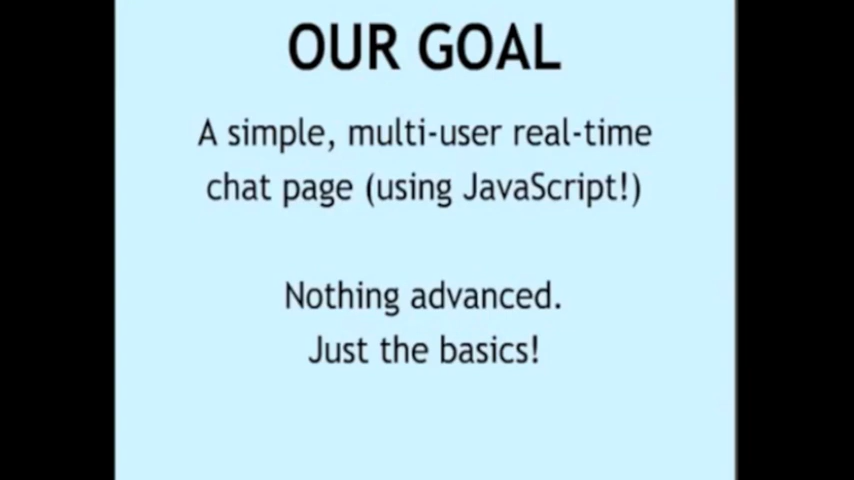 OUR GOAL
A simple, multi-user real-time
chat page (using JavaScript!)
Nothing advanced.
Just the basics!